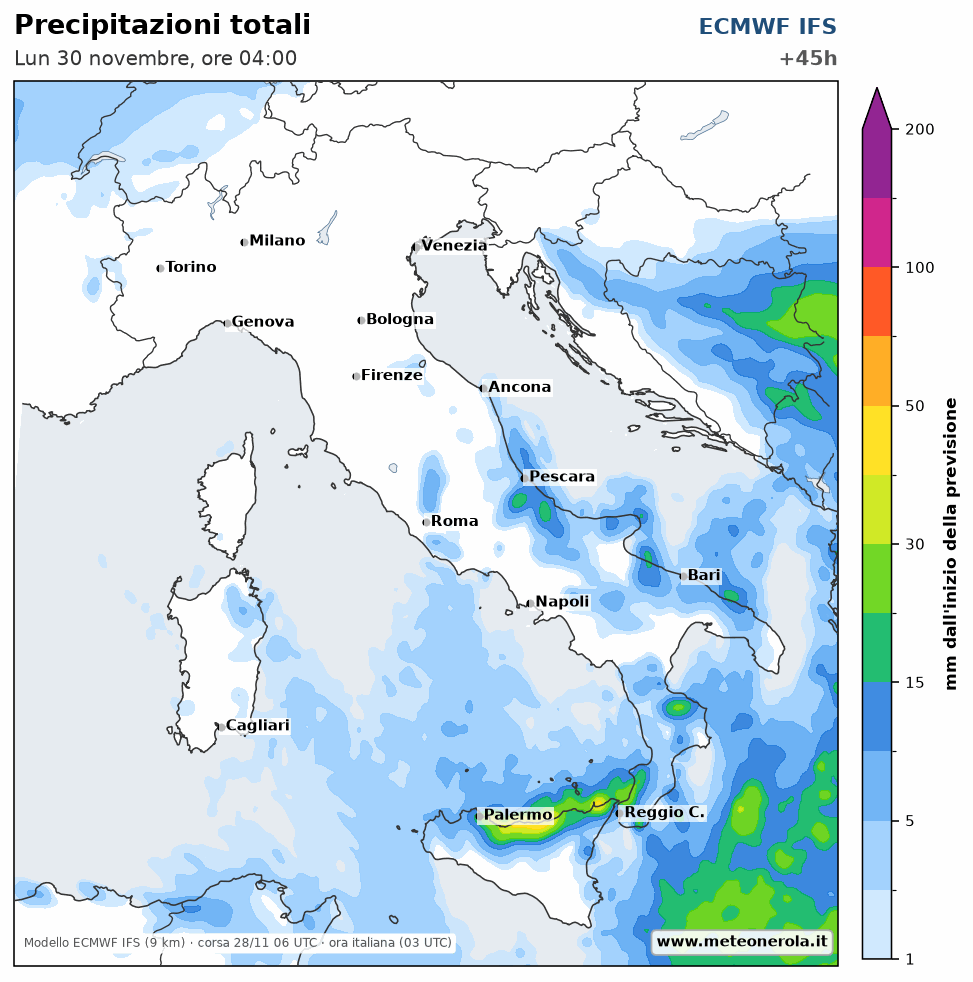 Precipitazioni totali
ECMWF IFS
Lun 30 novembre, ore 04:00
+45h
Milano
Venezia
Torino
Genova
Bologna
Firenze
Ancona
Pescara
Roma
Bari
Napoli
Cagliari
Palermo
Reggio C.
200
100
50
30
15
5
1
mm dall'inizio della previsione
Modello ECMWF IFS (9 km) · corsa 28/11 06 UTC · ora italiana (03 UTC)
www.meteonerola.it